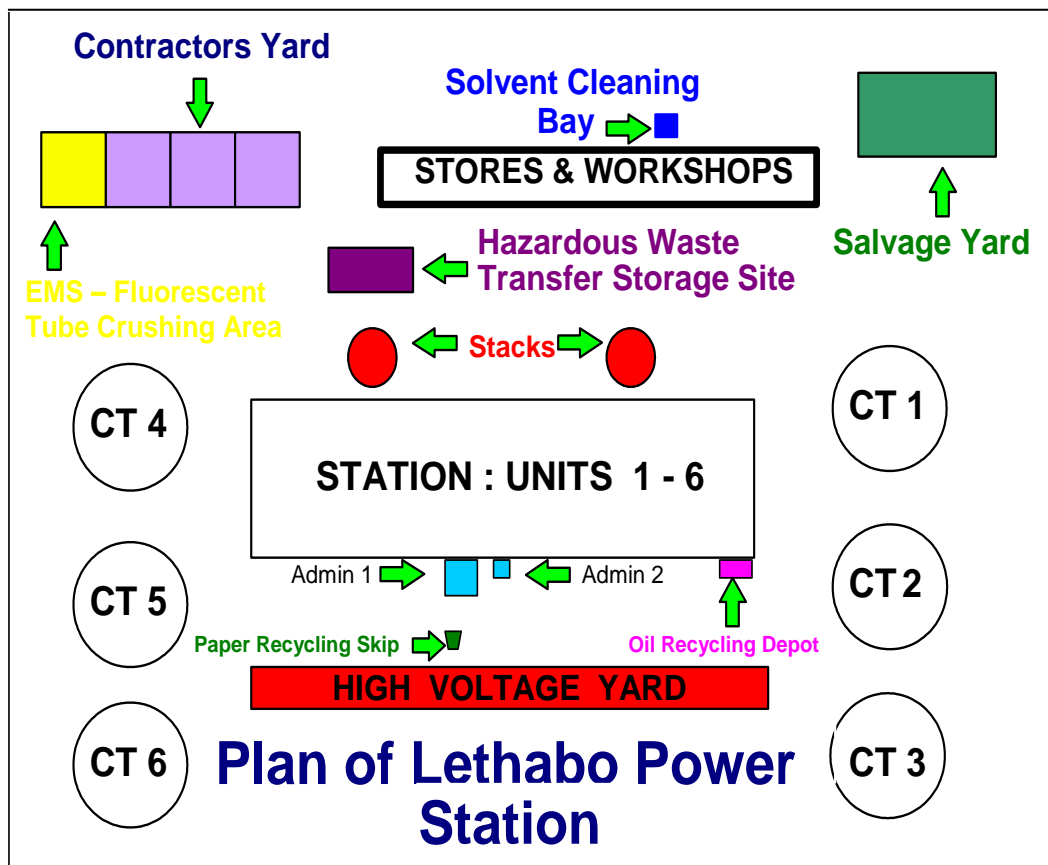 Contractors Yard
Solvent Cleaning
Bay
STORES & WORKSHOPS
Salvage Yard
Hazardous Waste
Transfer Storage Site
EMS – Fluorescent
Tube Crushing Area
Stacks
CT 4
CT 1
STATION : UNITS 1 - 6
CT 5
Admin 1
Admin 2
CT 2
Paper Recycling Skip
Oil Recycling Depot
HIGH VOLTAGE YARD
CT 6
Plan of Lethabo Power
Station
CT 3